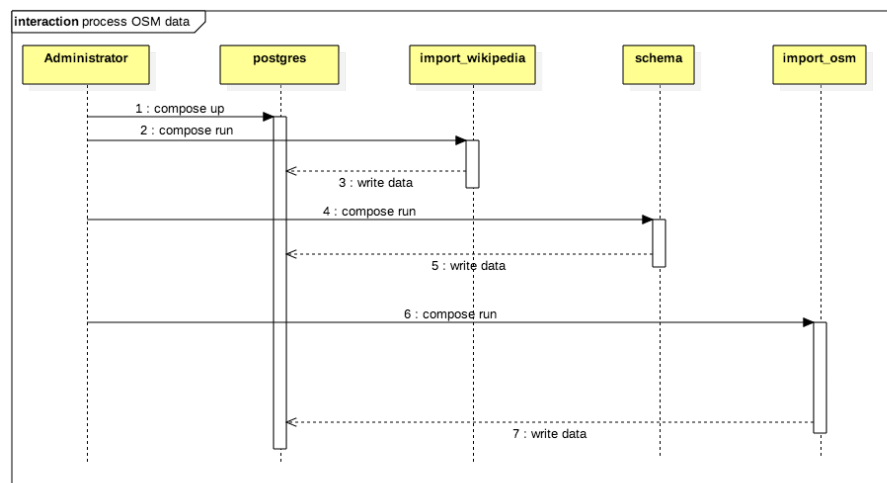 interaction process OSM data
Administrator
postgres
import_wikipedia
schema
import_osm
1 : compose up
2 : compose run
3 : write data
4 : compose run
5 : write data
6 : compose run
7 : write data